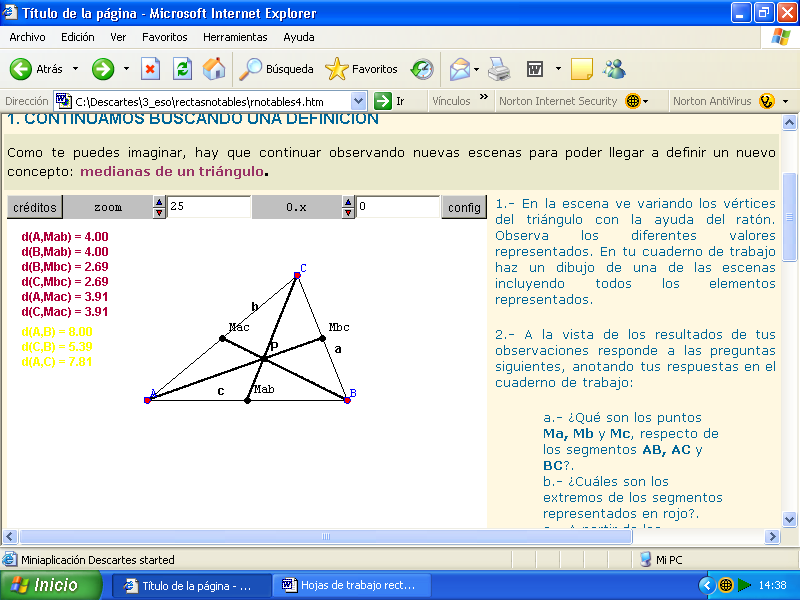 Título de la página - Microsoft Internet Explorer
Archivo Edición Ver Favoritos Herramientas Ayuda
Atrás Búsqueda Favoritos
Dirección C:\Descartes\3_eso\rectasnotables\rnotables4.htm Ir Vínculos » Norton Internet Security Norton AntiVirus
1. CONTINUAMOS BUSCANDO UNA DEFINICIÓN
Como te puedes imaginar, hay que continuar observando nuevas escenas para poder llegar a definir un nuevo
concepto: medianas de un triángulo.
créditos zoom 25 0.x 0 config
d(A,Mab) = 4.00
d(B,Mab) = 4.00
d(B,Mbc) = 2.69
d(C,Mbc) = 2.69
d(A,Mac) = 3.91
d(C,Mac) = 3.91
d(A,B) = 8.00
d(C,B) = 5.39
d(A,C) = 7.81
C
b
Mac
Mbc
P
a
A
c
Mab
B
1.- En la escena ve variando los vértices
del triángulo con la ayuda del ratón.
Observa los diferentes valores
representados. En tu cuaderno de trabajo
haz un dibujo de una de las escenas
incluyendo todos los elementos
representados.
2.- A la vista de los resultados de tus
observaciones responde a las preguntas
siguientes, anotando tus respuestas en el
cuaderno de trabajo:
a.- ¿Qué son los puntos
Ma, Mb y Mc, respecto de
los segmentos AB, AC y
BC?.
b.- ¿Cuáles son los
extremos de los segmentos
representados en rojo?.
Miniaplicación Descartes started Mi PC
Inicio Título de la página - ... Hojas de trabajo rect... 14:38